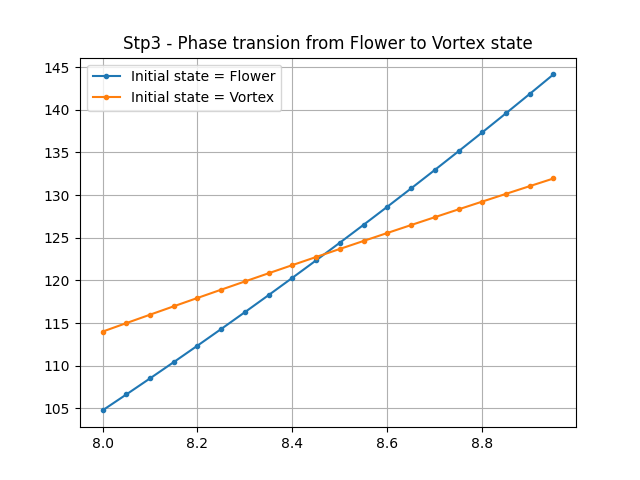 Stp3 - Phase transion from Flower to Vortex state
Initial state = Flower
Initial state = Vortex
145
140
135
130
125
120
115
110
105
8.0 8.2 8.4 8.6 8.8